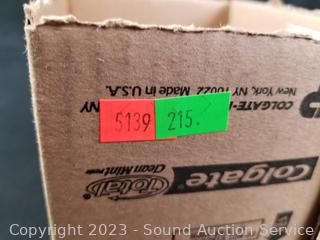 5139 215.
COLGATE-
New York, NY 10022 Made in U.S.A.
NY
Colgate
Total
Clean Mint
Copyright 2023 - Sound Auction Service